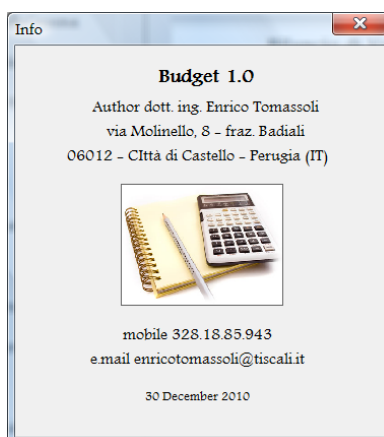 Info
Budget 1.0
Author dott. ing. Enrico Tomassoli
via Molinello, 8 - fraz. Badiali
06012 - CIttà di Castello - Perugia (IT)
mobile 328.18.85.943
e.mail enricotomassoli@tiscali.it
30 December 2010